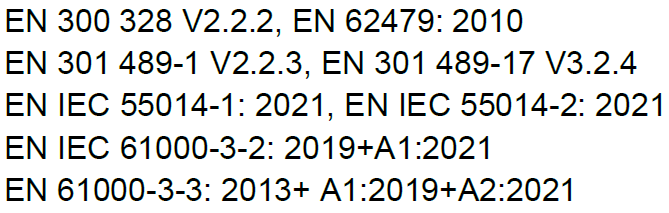 EN 300 328 V2.2.2, EN 62479: 2010
EN 301 489-1 V2.2.3, EN 301 489-17 V3.2.4
EN IEC 55014-1: 2021, EN IEC 55014-2: 2021
EN IEC 61000-3-2: 2019+A1:2021
EN 61000-3-3: 2013+ A1:2019+A2:2021